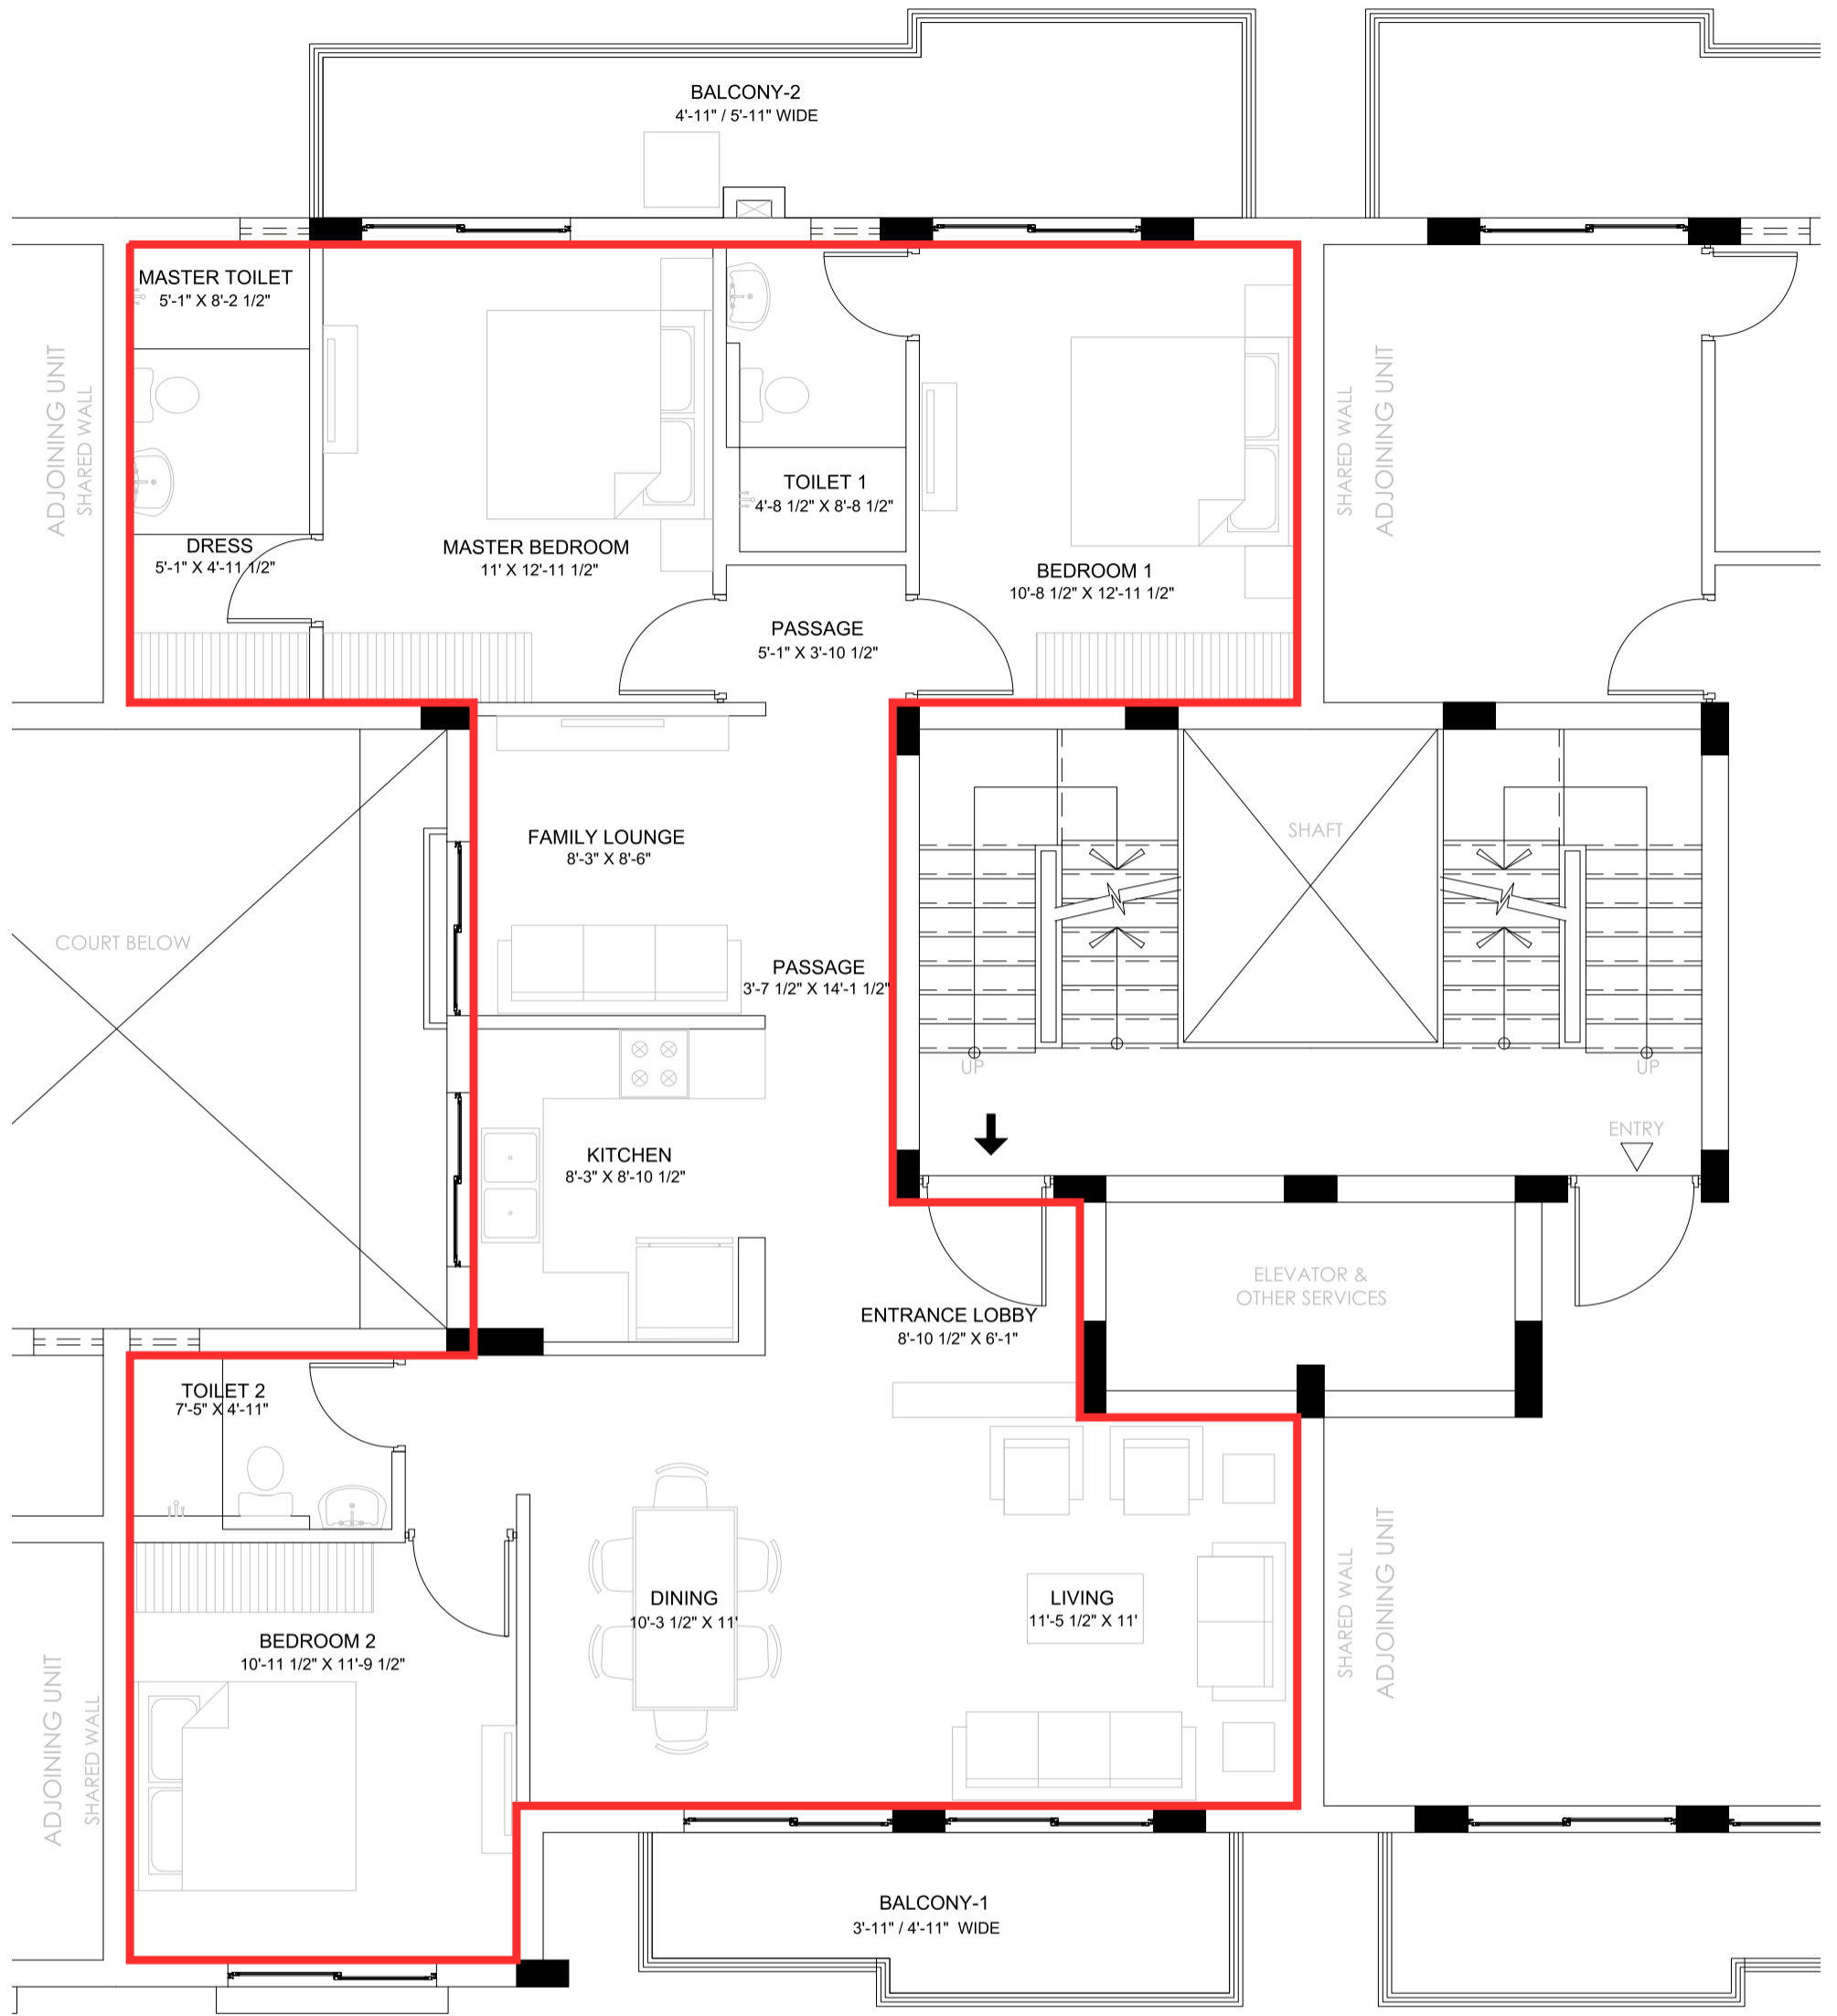 BALCONY-2
4'-11" / 5'-11" WIDE
MASTER TOILET
5'-1" X 8'-2 1/2"
ADJOINING UNIT
SHARED WALL
DRESS
5'-1" X 4'-11 1/2"
MASTER BEDROOM
11' X 12'-11 1/2"
TOILET 1
4'-8 1/2" X 8'-8 1/2"
BEDROOM 1
10'-8 1/2" X 12'-11 1/2"
SHARED WALL
ADJOINING UNIT
PASSAGE
5'-1" X 3'-10 1/2"
FAMILY LOUNGE
8'-3" X 8'-6"
SHAFT
COURT BELOW
PASSAGE
3'-7 1/2" X 14'-1 1/2"
UP
UP
KITCHEN
8'-3" X 8'-10 1/2"
ENTRY
ELEVATOR &
OTHER SERVICES
ENTRANCE LOBBY
8'-10 1/2" X 6'-1"
TOILET 2
7'-5" X 4'-11"
DINING
10'-3 1/2" X 11'
LIVING
11'-5 1/2" X 11'
SHARED WALL
ADJOINING UNIT
BEDROOM 2
10'-11 1/2" X 11'-9 1/2"
ADJOINING UNIT
SHARED WALL
BALCONY-1
3'-11" / 4'-11" WIDE